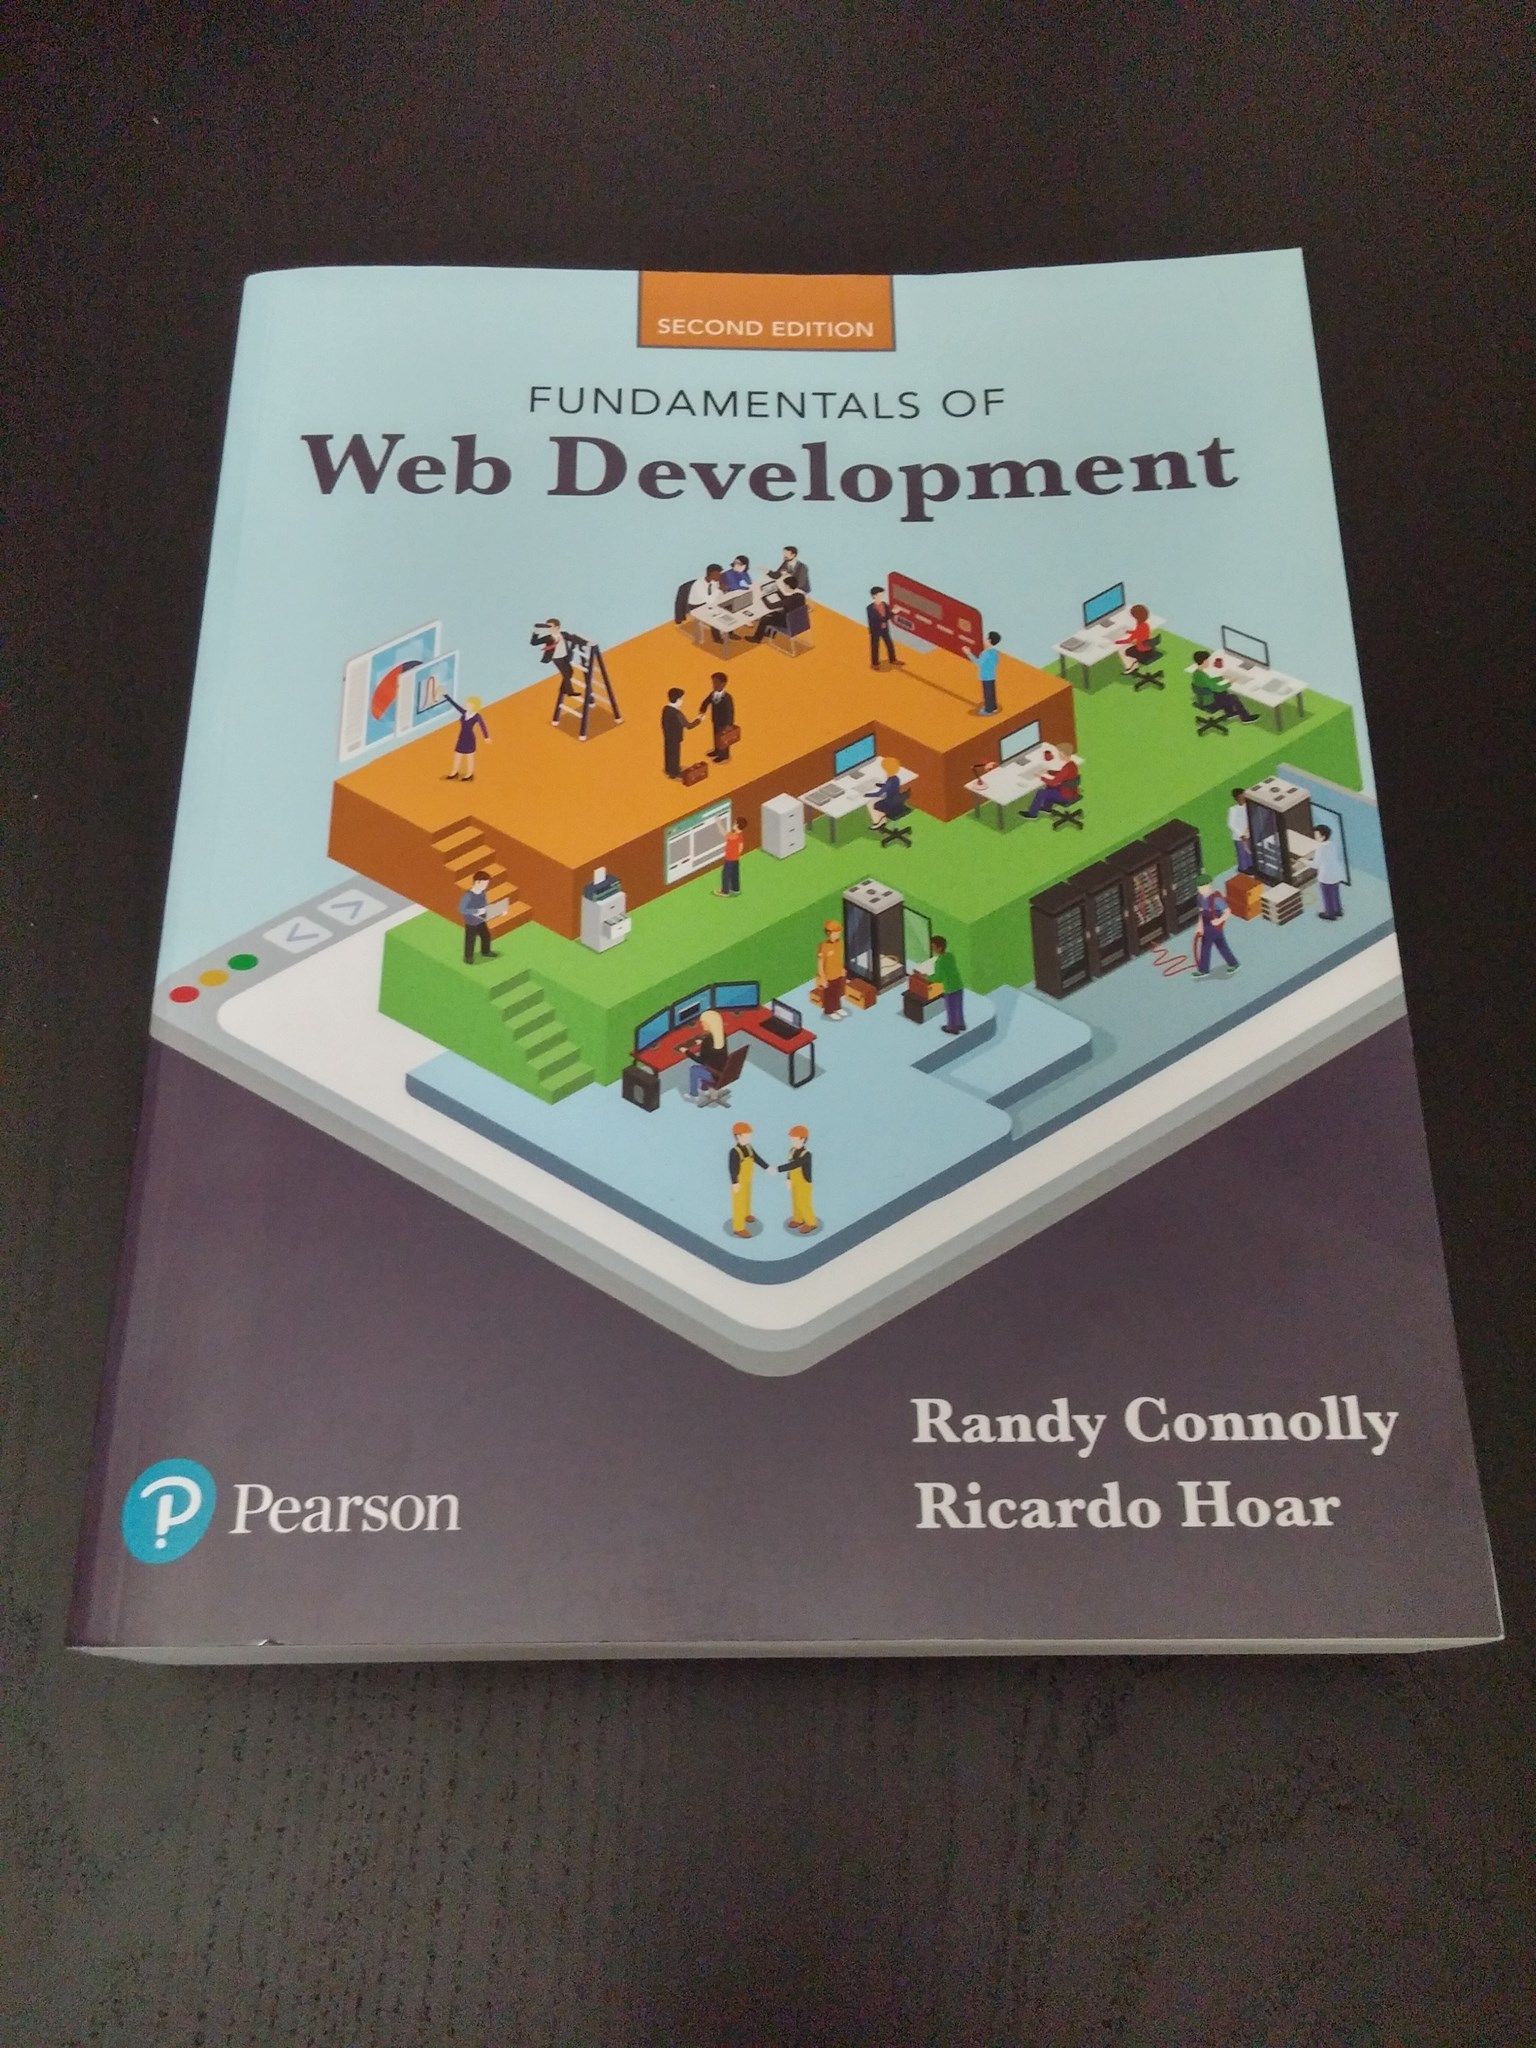 SECOND EDITION
FUNDAMENTALS OF
Web Development
Randy Connolly
Ricardo Hoar
Pearson